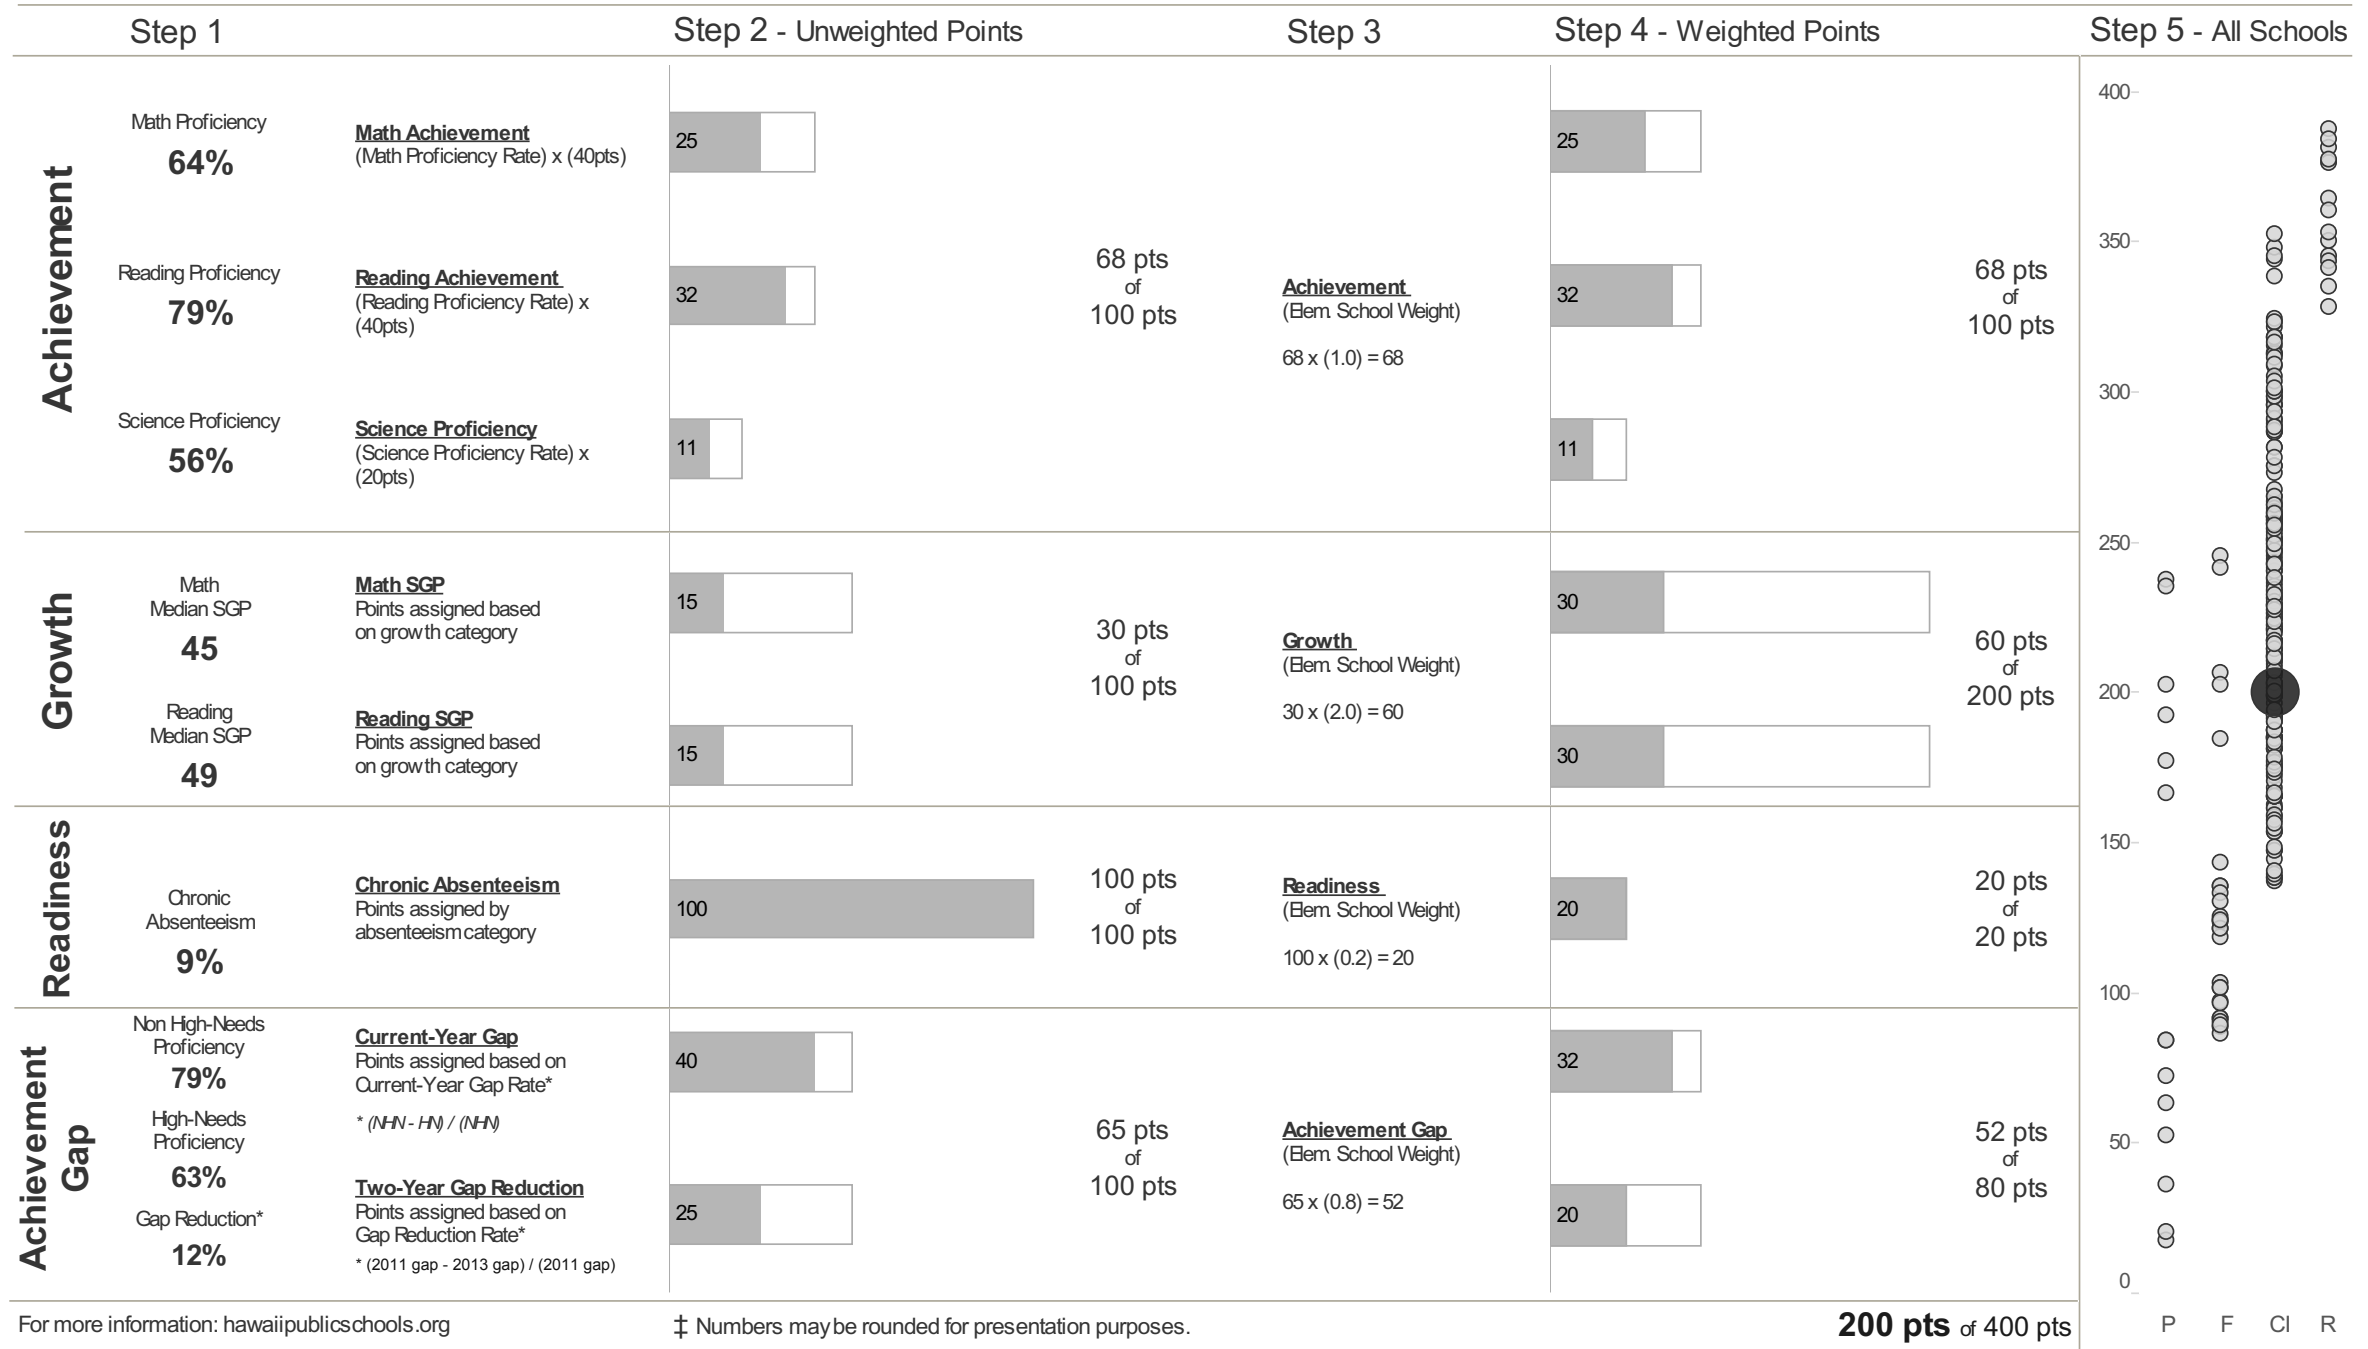 Step 1
Step 2 - Unweighted Points
Step 3
Step 4 - Weighted Points
Step 5 - All Schools
Achievement
Math Proficiency
64%
Math Achievement
(Math Proficiency Rate) x (40pts)
25
25
Reading Proficiency
79%
Reading Achievement
(Reading Proficiency Rate) x
(40pts)
32
68 pts
of
100 pts
Achievement
(Elem. School Weight)
68 x (1.0) = 68
32
68 pts
of
100 pts
Science Proficiency
56%
Science Proficiency
(Science Proficiency Rate) x
(20pts)
11
11
Growth
Math
Median SGP
45
Math SGP
Points assigned based
on growth category
15
Reading
Median SGP
49
Reading SGP
Points assigned based
on growth category
15
30 pts
of
100 pts
Growth
(Elem. School Weight)
30 x (2.0) = 60
30
30
60 pts
of
200 pts
Readiness
Chronic
Absenteeism
9%
Chronic Absenteeism
Points assigned by
absenteeism category
100
100 pts
of
100 pts
Readiness
(Elem. School Weight)
100 x (0.2) = 20
20
20 pts
of
20 pts
Achievement
Gap
Non High-Needs
Proficiency
79%
High-Needs
Proficiency
63%
Gap Reduction*
12%
Current-Year Gap
Points assigned based on
Current-Year Gap Rate*
* (NHN - HN) / (NHN)
Two-Year Gap Reduction
Points assigned based on
Gap Reduction Rate*
* (2011 gap - 2013 gap) / (2011 gap)
40
25
65 pts
of
100 pts
Achievement Gap
(Elem. School Weight)
65 x (0.8) = 52
32
20
52 pts
of
80 pts
400
350
300
250
200
150
100
50
0
P F CI R
For more information: hawaiipublicschools.org
‡ Numbers may be rounded for presentation purposes.
200 pts of 400 pts